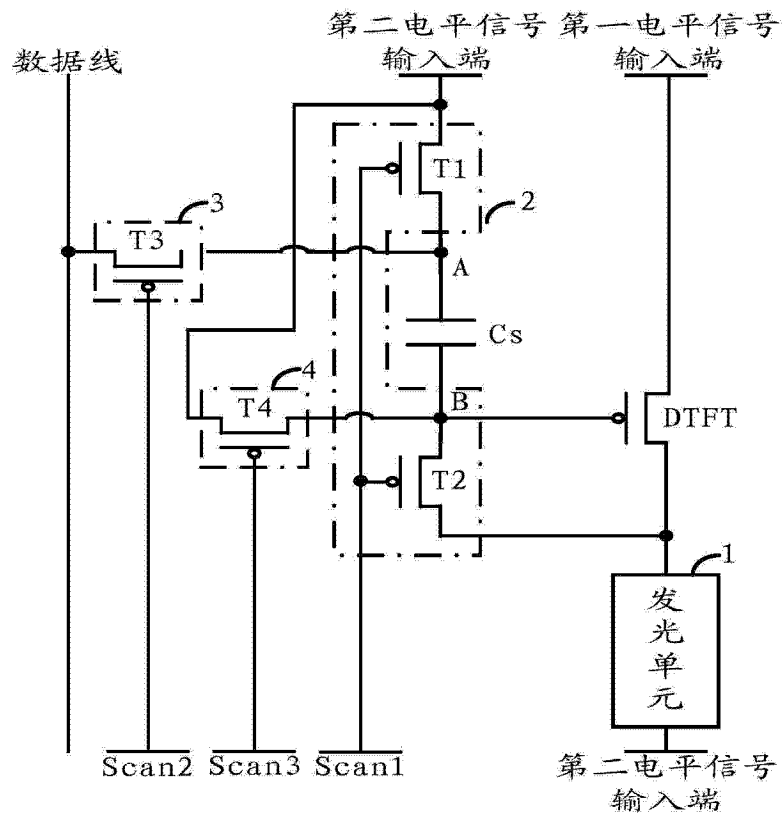 第二电平信号
输入端
第一电平信号
输入端
数据线
T1
2
3
T3
A
Cs
4
T4
B
DTFT
T2
1
发光单元
Scan2
Scan3
Scan1
第二电平信号
输入端